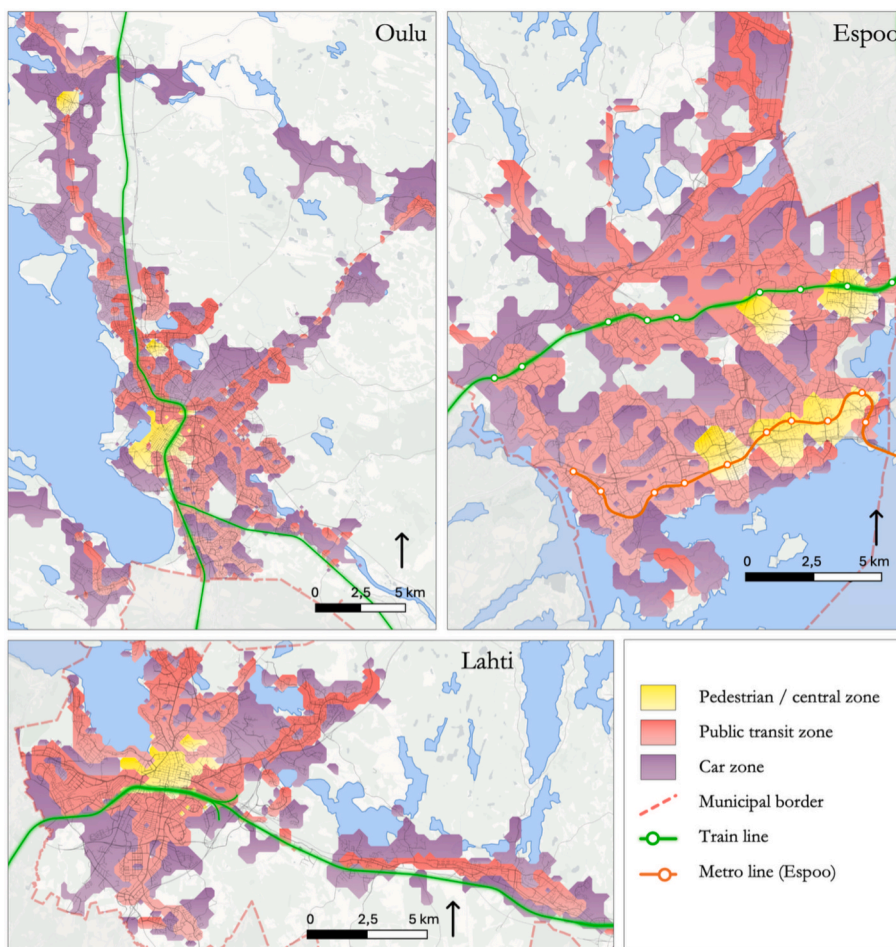 Oulu
0 2,5 5 km
Espoo
0 2,5 5 km
Lahti
0 2,5 5 km
Pedestrian / central zone
Public transit zone
Car zone
Municipal border
Train line
Metro line (Espoo)